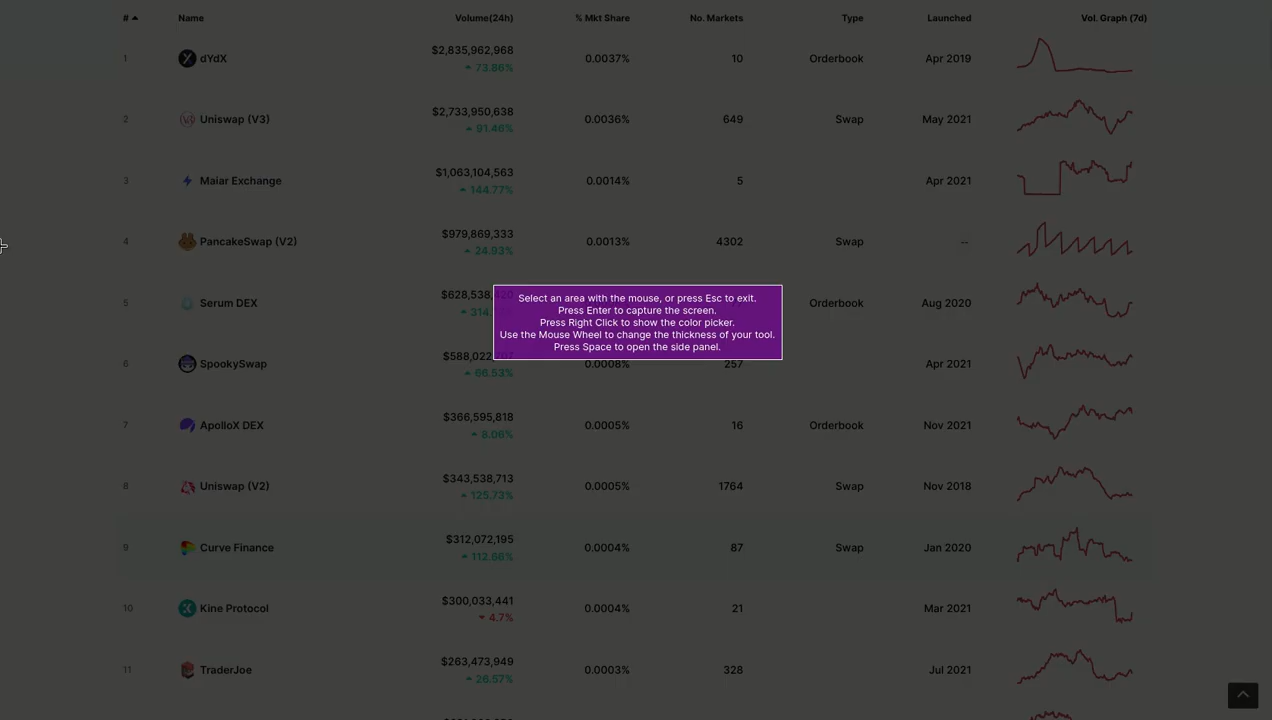 # Name Volume(24h) % Mkt Share No. Markets Type Launched Vol. Graph (7d)
1 dYdX $2,835,962,968 0.0037% 10 Orderbook Apr 2019
73.86%
2 Uniswap (V3) $2,733,950,638 0.0036% 649 Swap May 2021
91.46%
3 Maiar Exchange $1,063,104,563 0.0014% 5 Apr 2021
144.77%
4 PancakeSwap (V2) $979,869,333 0.0013% 4302 Swap --
24.93%
5 Serum DEX Orderbook Aug 2020
Select an area with the mouse, or press Esc to exit.
Press Enter to capture the screen.
Press Right Click to show the color picker.
Use the Mouse Wheel to change the thickness of your tool.
Press Space to open the side panel.
6 SpookySwap 0.0008% 257 Apr 2021
66.53%
7 ApolloX DEX $366,595,818 0.0005% 16 Orderbook Nov 2021
8.06%
8 Uniswap (V2) $343,538,713 0.0005% 1764 Swap Nov 2018
125.73%
9 Curve Finance $312,072,195 0.0004% 87 Swap Jan 2020
112.66%
10 Kine Protocol $300,033,441 0.0004% 21 Mar 2021
4.7%
11 TraderJoe $263,473,949 0.0003% 328 Jul 2021
26.57%